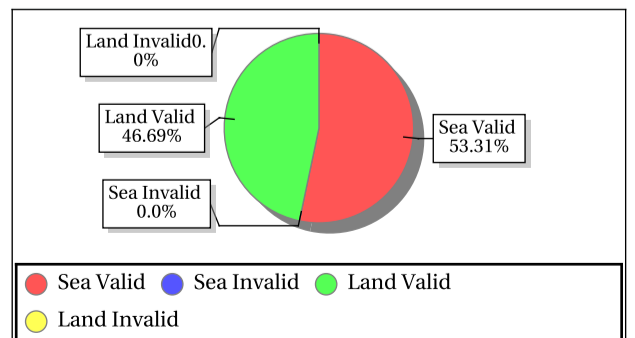 Land Invalid0.
0%
Land Valid
46.69%
Sea Valid
53.31%
Sea Invalid
0.0%
Sea Valid Sea Invalid Land Valid
Land Invalid